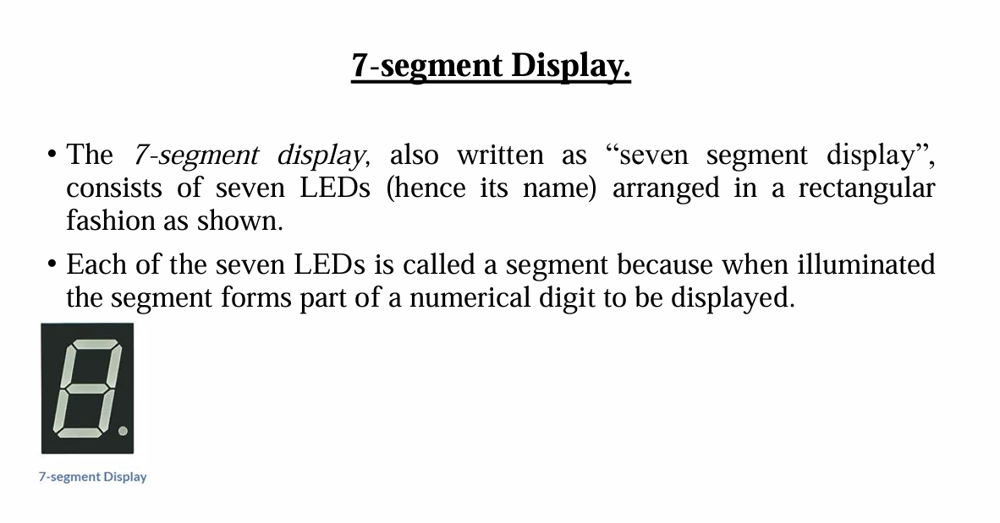 7-segment Display.
• The 7-segment display, also written as “seven segment display”,
consists of seven LEDs (hence its name) arranged in a rectangular
fashion as shown.
• Each of the seven LEDs is called a segment because when illuminated
the segment forms part of a numerical digit to be displayed.
7-segment Display